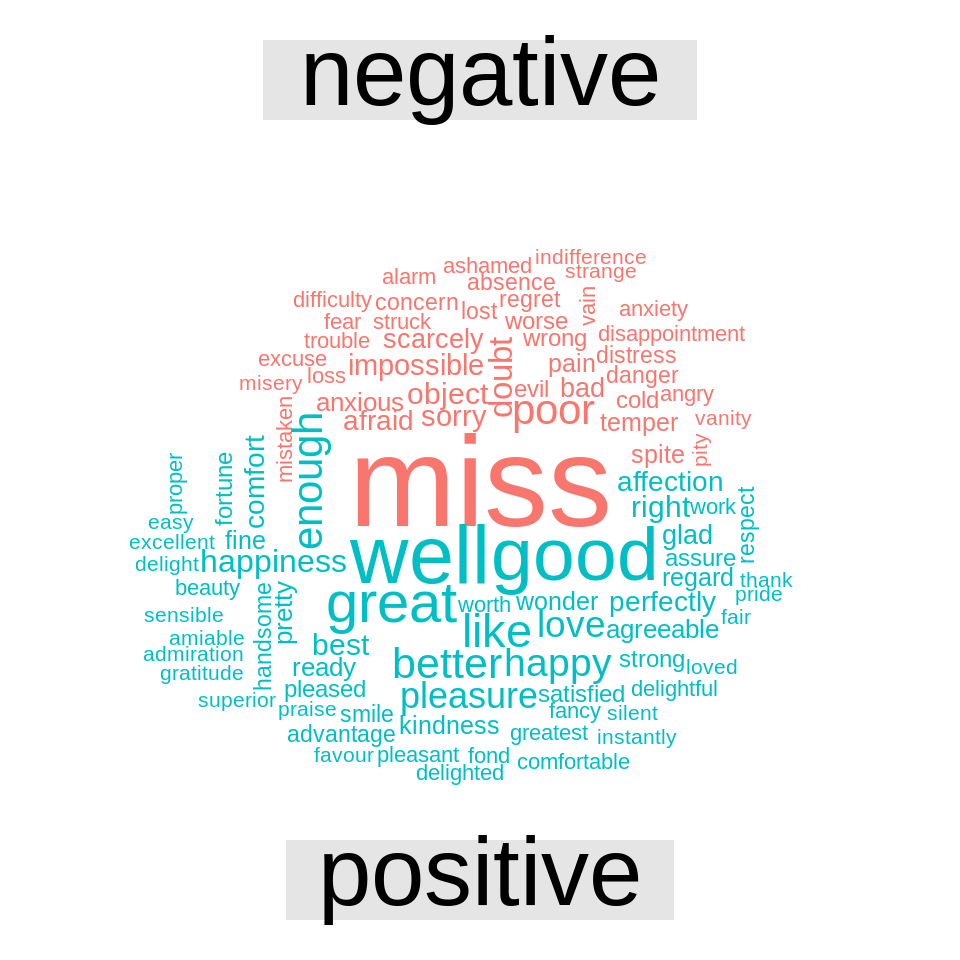 negative
indifference
ashamed
strange
alarm
absence
difficulty
concern
regret
vain
lost
anxiety
fear
struck
worse
trouble
scarcely
wrong
disappointment
excuse
impossible
doubt
pain
distress
misery
loss
danger
object
evil
bad
angry
anxious
poor
cold
afraid
sorry
temper
vanity
mistaken
spite
pity
miss
enough
comfort
fortune
proper
affection
right
work
respect
easy
excellent
fine
well
good
glad
delight
happiness
assure
regard
thank
beauty
great
worth
wonder
perfectly
pride
sensible
handsome
pretty
like
love
agreeable
fair
amiable
best
admiration
gratitude
ready
better
happy
strong
loved
superior
pleased
pleasure
satisfied
delightful
praise
smile
fancy
silent
advantage
kindness
greatest
instantly
favour
pleasant
fond
comfortable
delighted
positive